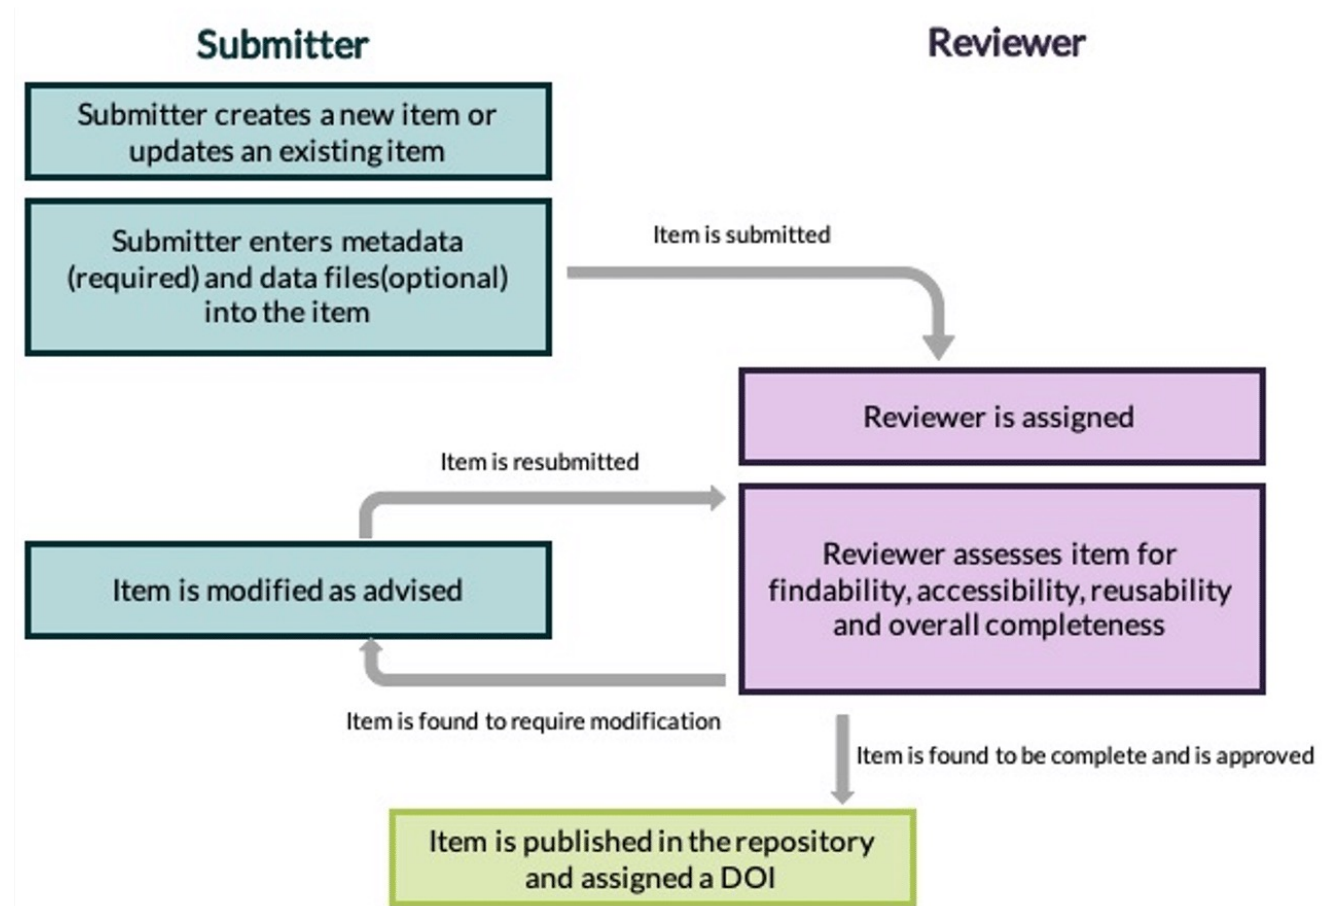 Submitter
Reviewer
Submitter creates a new item or
updates an existing item
Submitter enters metadata
(required) and data files(optional)
into the item
Item is submitted
Reviewer is assigned
Item is resubmitted
Reviewer assesses item for
findability, accessibility, reusability
and overall completeness
Item is modified as advised
Item is found to require modification
Item is found to be complete and is approved
Item is published in the repository
and assigned a DOI